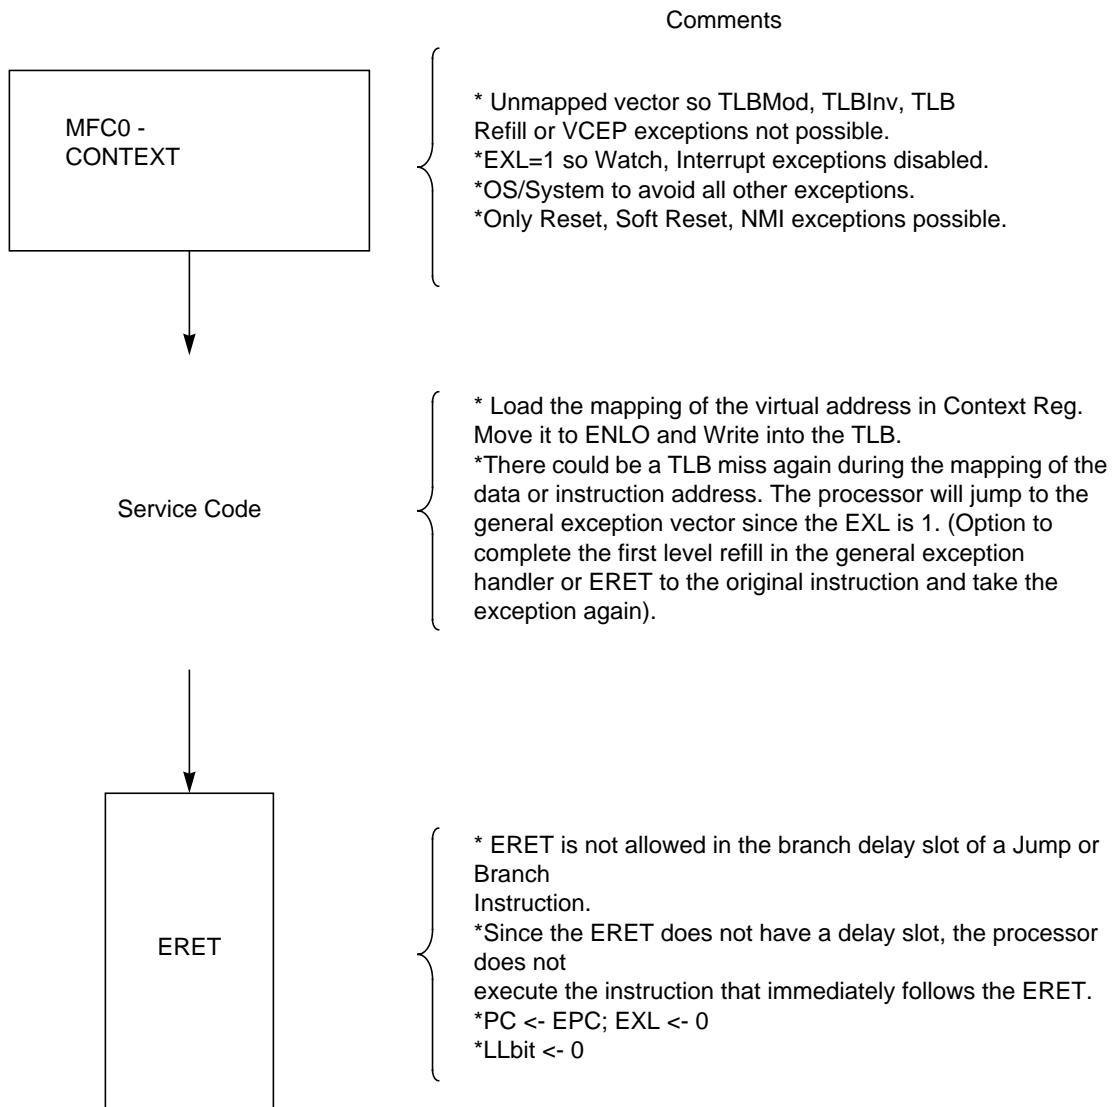 Comments
MFC0 -
CONTEXT
* Unmapped vector so TLBMod, TLBInv, TLB
Refill or VCEP exceptions not possible.
*EXL=1 so Watch, Interrupt exceptions disabled.
*OS/System to avoid all other exceptions.
*Only Reset, Soft Reset, NMI exceptions possible.
Service Code
* Load the mapping of the virtual address in Context Reg.
Move it to ENLO and Write into the TLB.
*There could be a TLB miss again during the mapping of the
data or instruction address. The processor will jump to the
general exception vector since the EXL is 1. (Option to
complete the first level refill in the general exception
handler or ERET to the original instruction and take the
exception again).
ERET
* ERET is not allowed in the branch delay slot of a Jump or
Branch
Instruction.
*Since the ERET does not have a delay slot, the processor
does not
execute the instruction that immediately follows the ERET.
*PC <- EPC; EXL <- 0
*LLbit <- 0